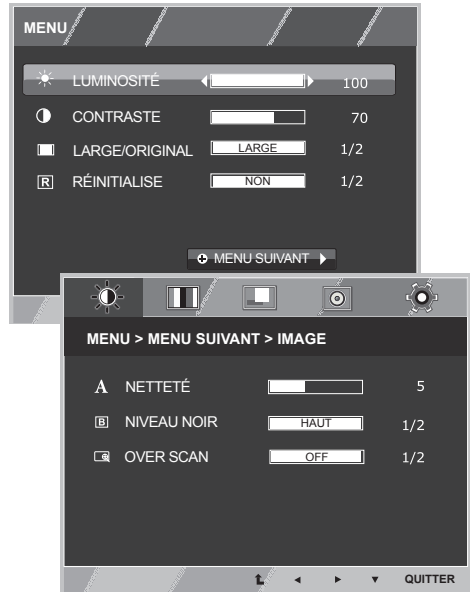 MENU
LUMINOSITÉ 100
CONTRASTE 70
LARGE/ORIGINAL LARGE 1/2
R RÉINITIALISE NON 1/2
MENU SUIVANT
MENU > MENU SUIVANT > IMAGE
A NETTETÉ 5
B NIVEAU NOIR HAUT 1/2
OVER SCAN OFF 1/2
QUITTER